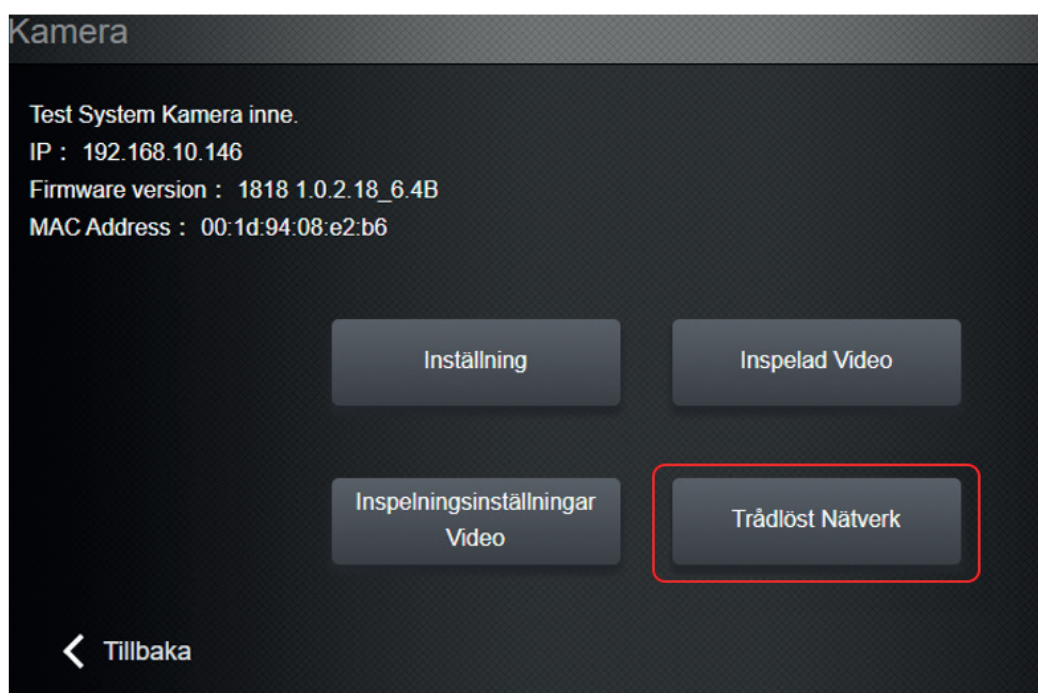 Kamera
Test System Kamera inne.
IP : 192.168.10.146
Firmware version : 1818 1.0.2.18_6.4B
MAC Address : 00:1d:94:08:e2:b6
Inställning
Inspelad Video
Inspelningsinställningar
Video
Trådlöst Nätverk
Tillbaka